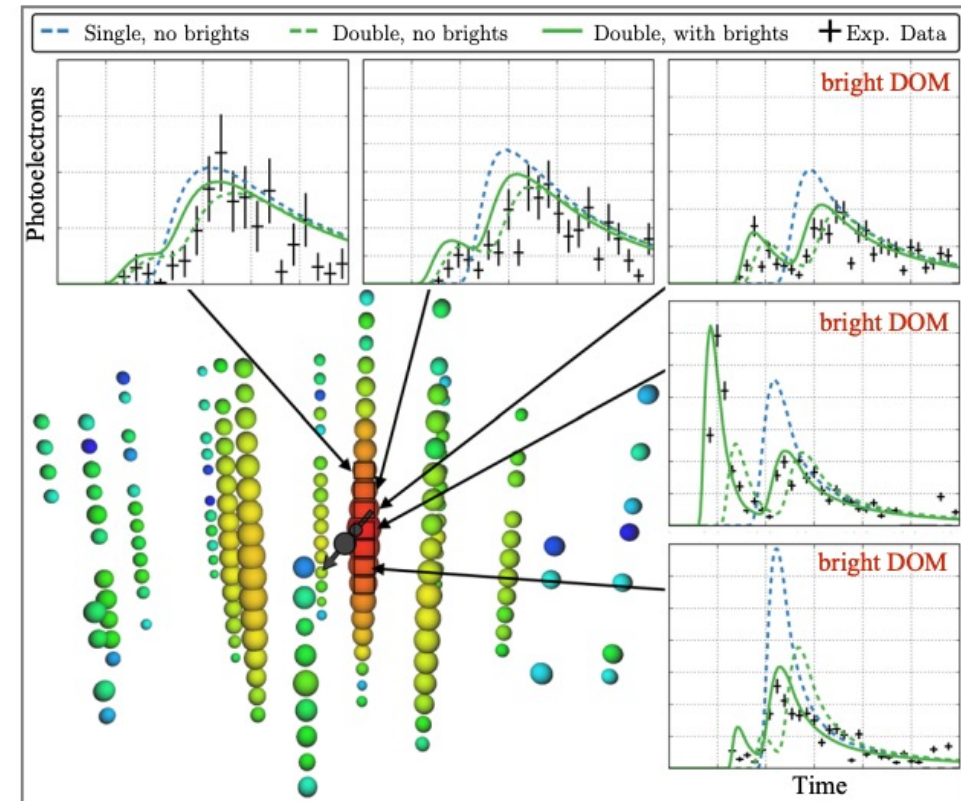 Single, no brights Double, no brights Double, with brights Exp. Data
Photoelectrons
bright DOM
bright DOM
bright DOM
Time